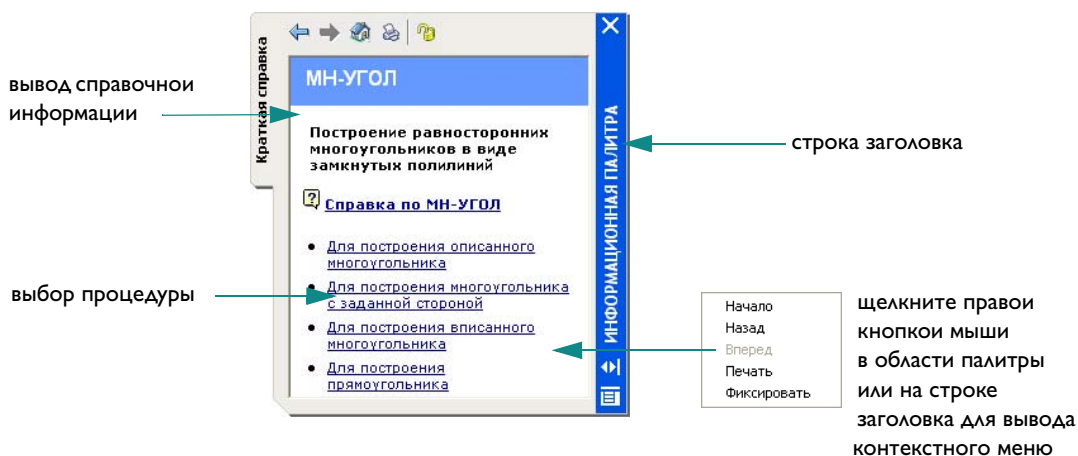 Краткая справка
МН-УГОЛ
Построение равносторонних
многоугольников в виде
замкнутых полилиний
Справка по МН-УГОЛ
Для построения описанного
многоугольника
Для построения многоугольника
с заданной стороной
Для построения вписанного
многоугольника
Для построения
прямоугольника
ИНФОРМАЦИОННАЯ ПАЛИТРА
вывод справочнои
информации
выбор процедуры
строка заголовка
Начало
Назад
Вперед
Печать
Фиксировать
щелкните правои
кнопкои мыши
в области палитры
или на строке
заголовка для вывода
контекстного меню